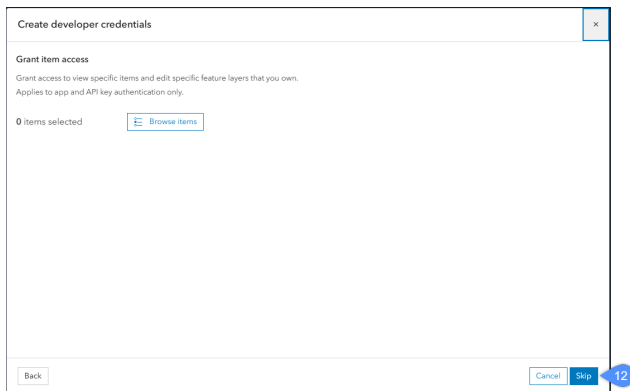 Create developer credentials
×
Grant item access
Grant access to view specific items and edit specific feature layers that you own.
Applies to app and API key authentication only.
0 items selected
Browse items
Back
Cancel
Skip
12